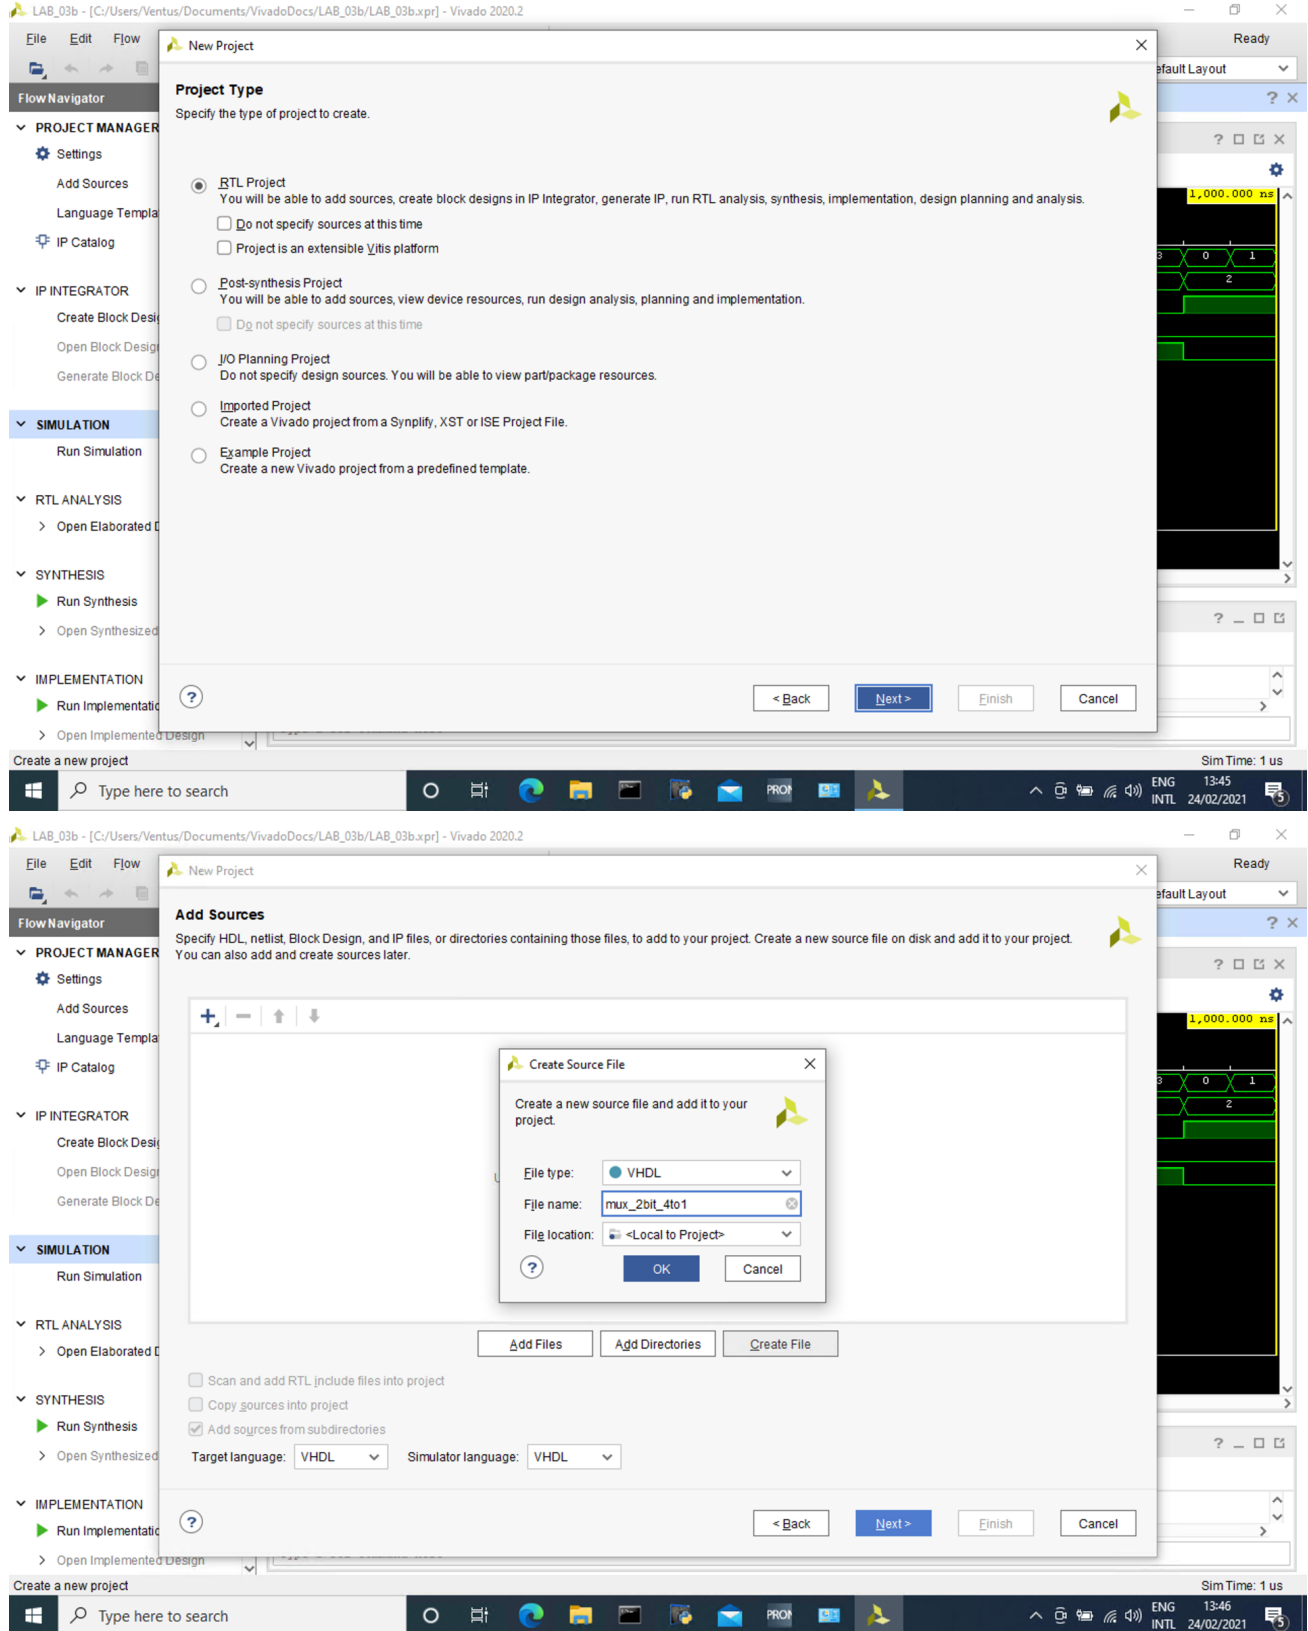 LAB_03b - [C:/Users/Ventus/Documents/VivadoDocs/LAB_03b/LAB_03b.xpr] - Vivado 2020.2
File Edit Flow
New Project
Ready
efault Layout
Flow Navigator
Project Type
Specify the type of project to create.
PROJECT MANAGER
Settings
Add Sources
Language Templa
IP Catalog
RTL Project
You will be able to add sources, create block designs in IP Integrator, generate IP, run RTL analysis, synthesis, implementation, design planning and analysis.
Do not specify sources at this time
Project is an extensible Vitis platform
1,000.000 ns
3 0 1
2
IP INTEGRATOR
Create Block Desig
Open Block Design
Generate Block De
Post-synthesis Project
You will be able to add sources, view device resources, run design analysis, planning and implementation.
Do not specify sources at this time
I/O Planning Project
Do not specify design sources. You will be able to view part/package resources.
Imported Project
Create a Vivado project from a Synplify, XST or ISE Project File.
Example Project
Create a new Vivado project from a predefined template.
SIMULATION
Run Simulation
RTL ANALYSIS
Open Elaborated D
SYNTHESIS
Run Synthesis
Open Synthesized
IMPLEMENTATION
Run Implementatio
Open Implemented Design
? < Back Next > Finish Cancel
Create a new project
Sim Time: 1 us
Type here to search
PRON
ENG
INTL
13:45
24/02/2021
5
LAB_03b - [C:/Users/Ventus/Documents/VivadoDocs/LAB_03b/LAB_03b.xpr] - Vivado 2020.2
File Edit Flow
New Project
Ready
efault Layout
Flow Navigator
Add Sources
Specify HDL, netlist, Block Design, and IP files, or directories containing those files, to add to your project. Create a new source file on disk and add it to your project.
You can also add and create sources later.
PROJECT MANAGER
Settings
Add Sources
Language Templa
IP Catalog
1,000.000 ns
3 0 1
2
Create Source File
Create a new source file and add it to your
project.
File type: VHDL
File name: mux_2bit_4to1
File location: <Local to Project>
? OK Cancel
IP INTEGRATOR
Create Block Desig
Open Block Design
Generate Block De
SIMULATION
Run Simulation
RTL ANALYSIS
Open Elaborated D
Add Files Add Directories Create File
Scan and add RTL include files into project
Copy sources into project
Add sources from subdirectories
Target language: VHDL Simulator language: VHDL
SYNTHESIS
Run Synthesis
Open Synthesized
IMPLEMENTATION
Run Implementatio
Open Implemented Design
? < Back Next > Finish Cancel
Create a new project
Sim Time: 1 us
Type here to search
PRON
ENG
INTL
13:46
24/02/2021
5